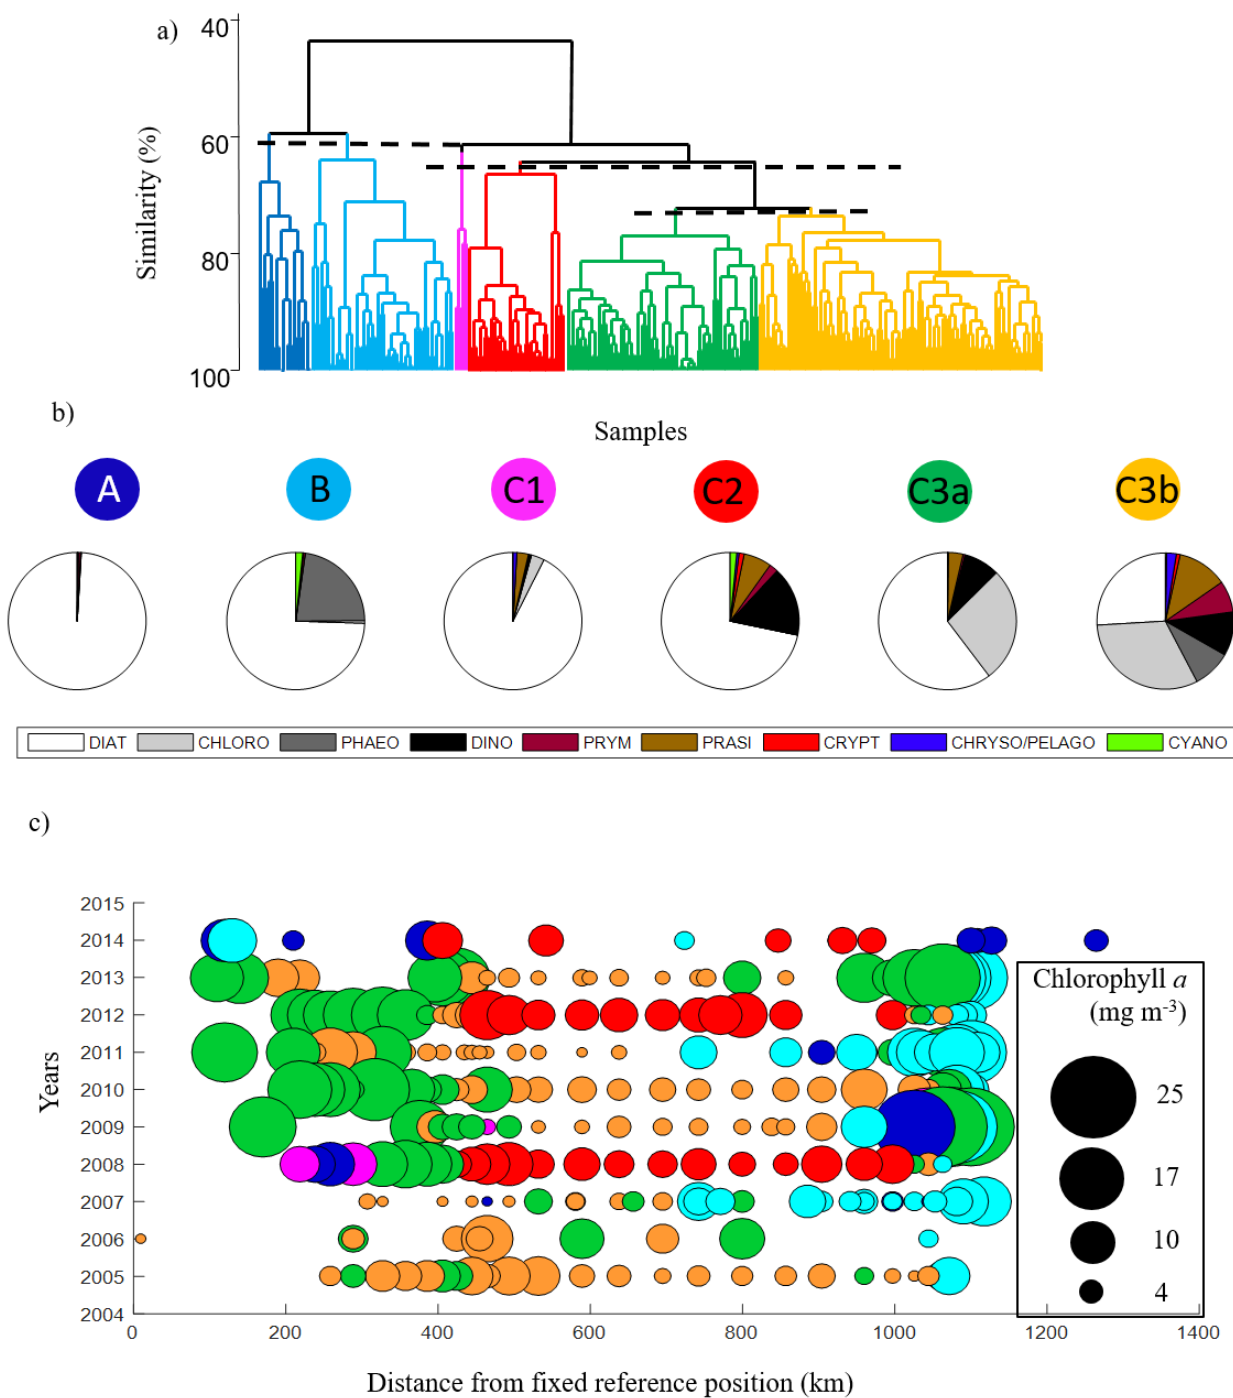 a)
40
60
80
100
Similarity (%)
Samples
b)
A B C1 C2 C3a C3b
DIAT CHLORO PHAEO DINO PRYM PRASI CRYPT CHRYSO/PELAGO CYANO
c)
Years
2015
2014
2013
2012
2011
2010
2009
2008
2007
2006
2005
2004
Chlorophyll a
(mg m-3)
25
17
10
4
0 200 400 600 800 1000 1200 1400
Distance from fixed reference position (km)